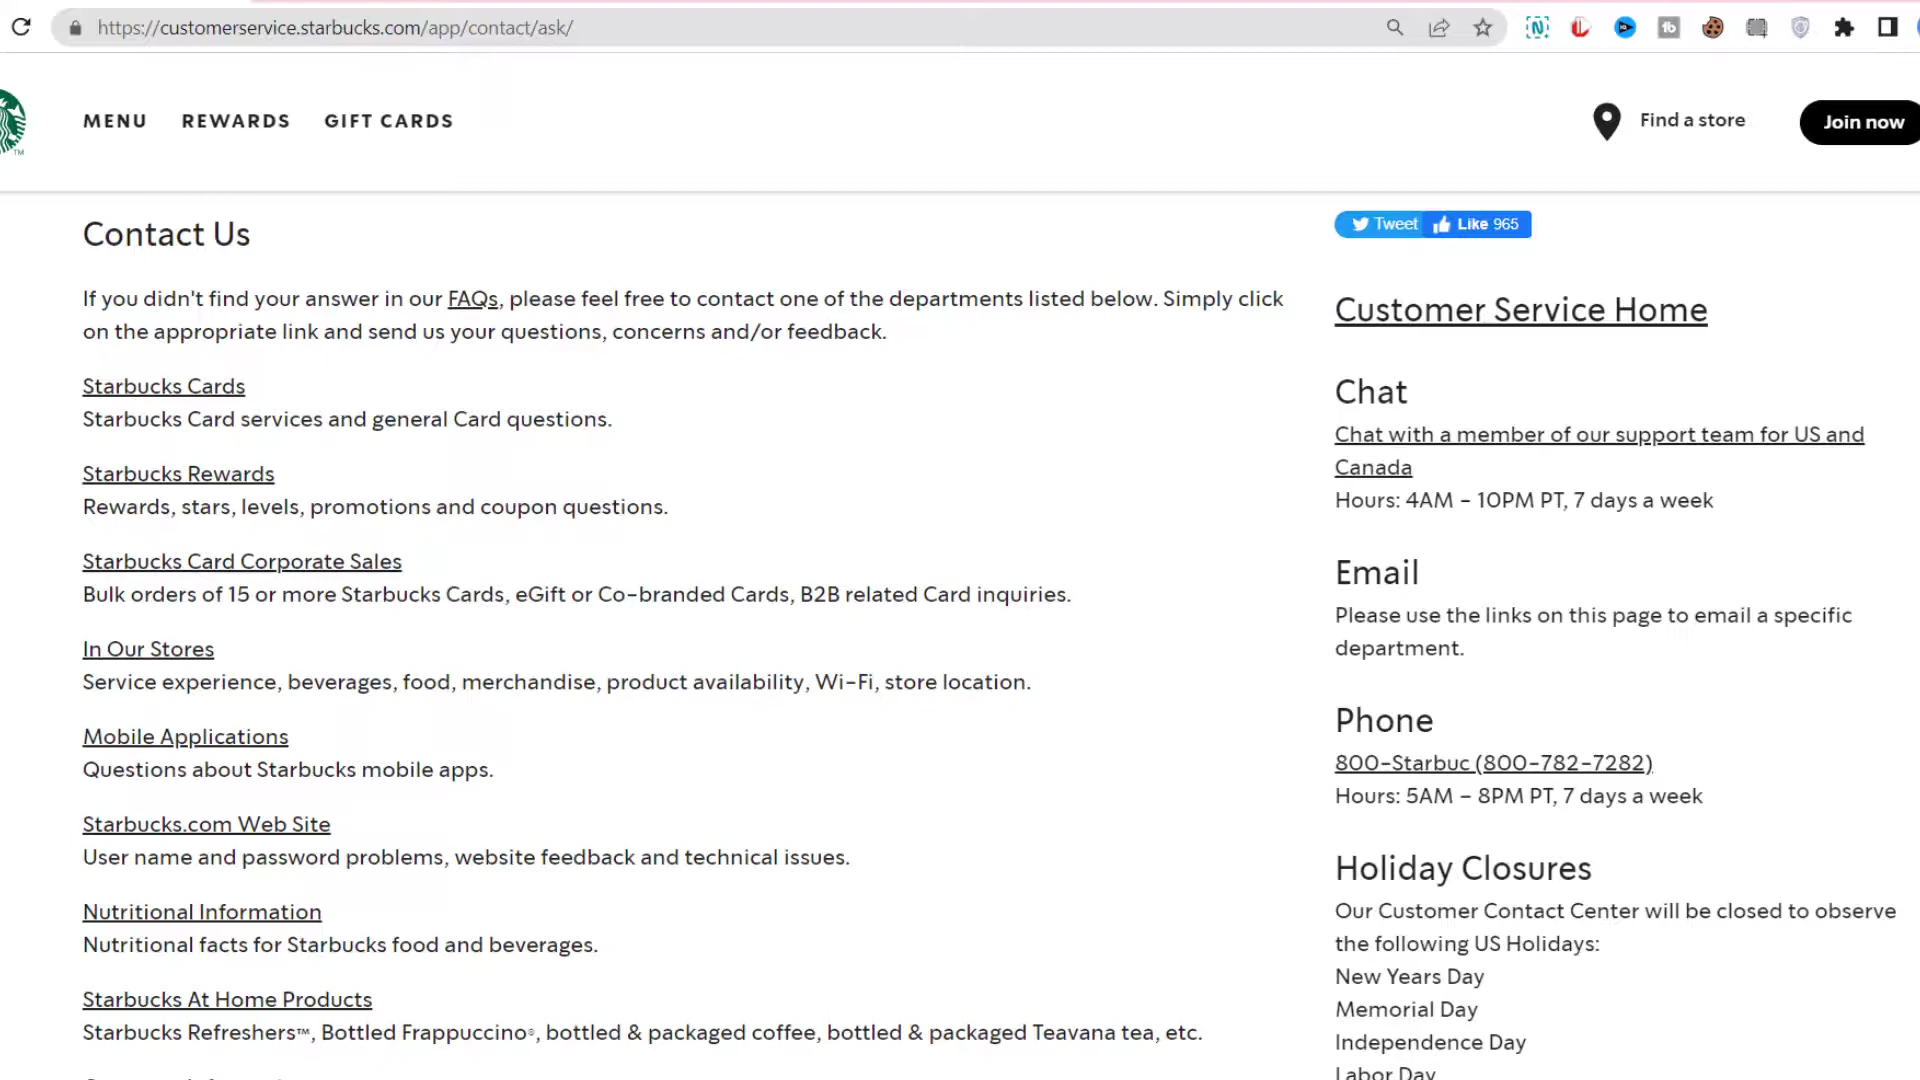 https://customerservice.starbucks.com/app/contact/ask/
MENU REWARDS GIFT CARDS
Find a store
Join now
TM
Contact Us
If you didn't find your answer in our FAQs, please feel free to contact one of the departments listed below. Simply click
on the appropriate link and send us your questions, concerns and/or feedback.
Starbucks Cards
Starbucks Card services and general Card questions.
Starbucks Rewards
Rewards, stars, levels, promotions and coupon questions.
Starbucks Card Corporate Sales
Bulk orders of 15 or more Starbucks Cards, eGift or Co-branded Cards, B2B related Card inquiries.
In Our Stores
Service experience, beverages, food, merchandise, product availability, Wi-Fi, store location.
Mobile Applications
Questions about Starbucks mobile apps.
Starbucks.com Web Site
User name and password problems, website feedback and technical issues.
Nutritional Information
Nutritional facts for Starbucks food and beverages.
Starbucks At Home Products
Starbucks Refreshers™, Bottled Frappuccino®, bottled & packaged coffee, bottled & packaged Teavana tea, etc.
Tweet
Like 965
Customer Service Home
Chat
Chat with a member of our support team for US and
Canada
Hours: 4AM - 10PM PT, 7 days a week
Email
Please use the links on this page to email a specific
department.
Phone
800-Starbuc (800-782-7282)
Hours: 5AM - 8PM PT, 7 days a week
Holiday Closures
Our Customer Contact Center will be closed to observe
the following US Holidays:
New Years Day
Memorial Day
Independence Day
Labor Day